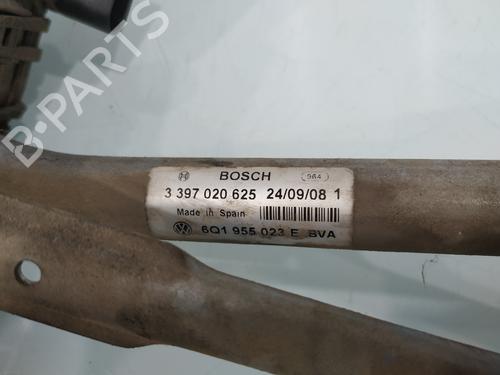 B-PARTS
BOSCH 964
3 397 020 625 24/09/08 1
Made in Spain
6Q1 955 023 E BVA